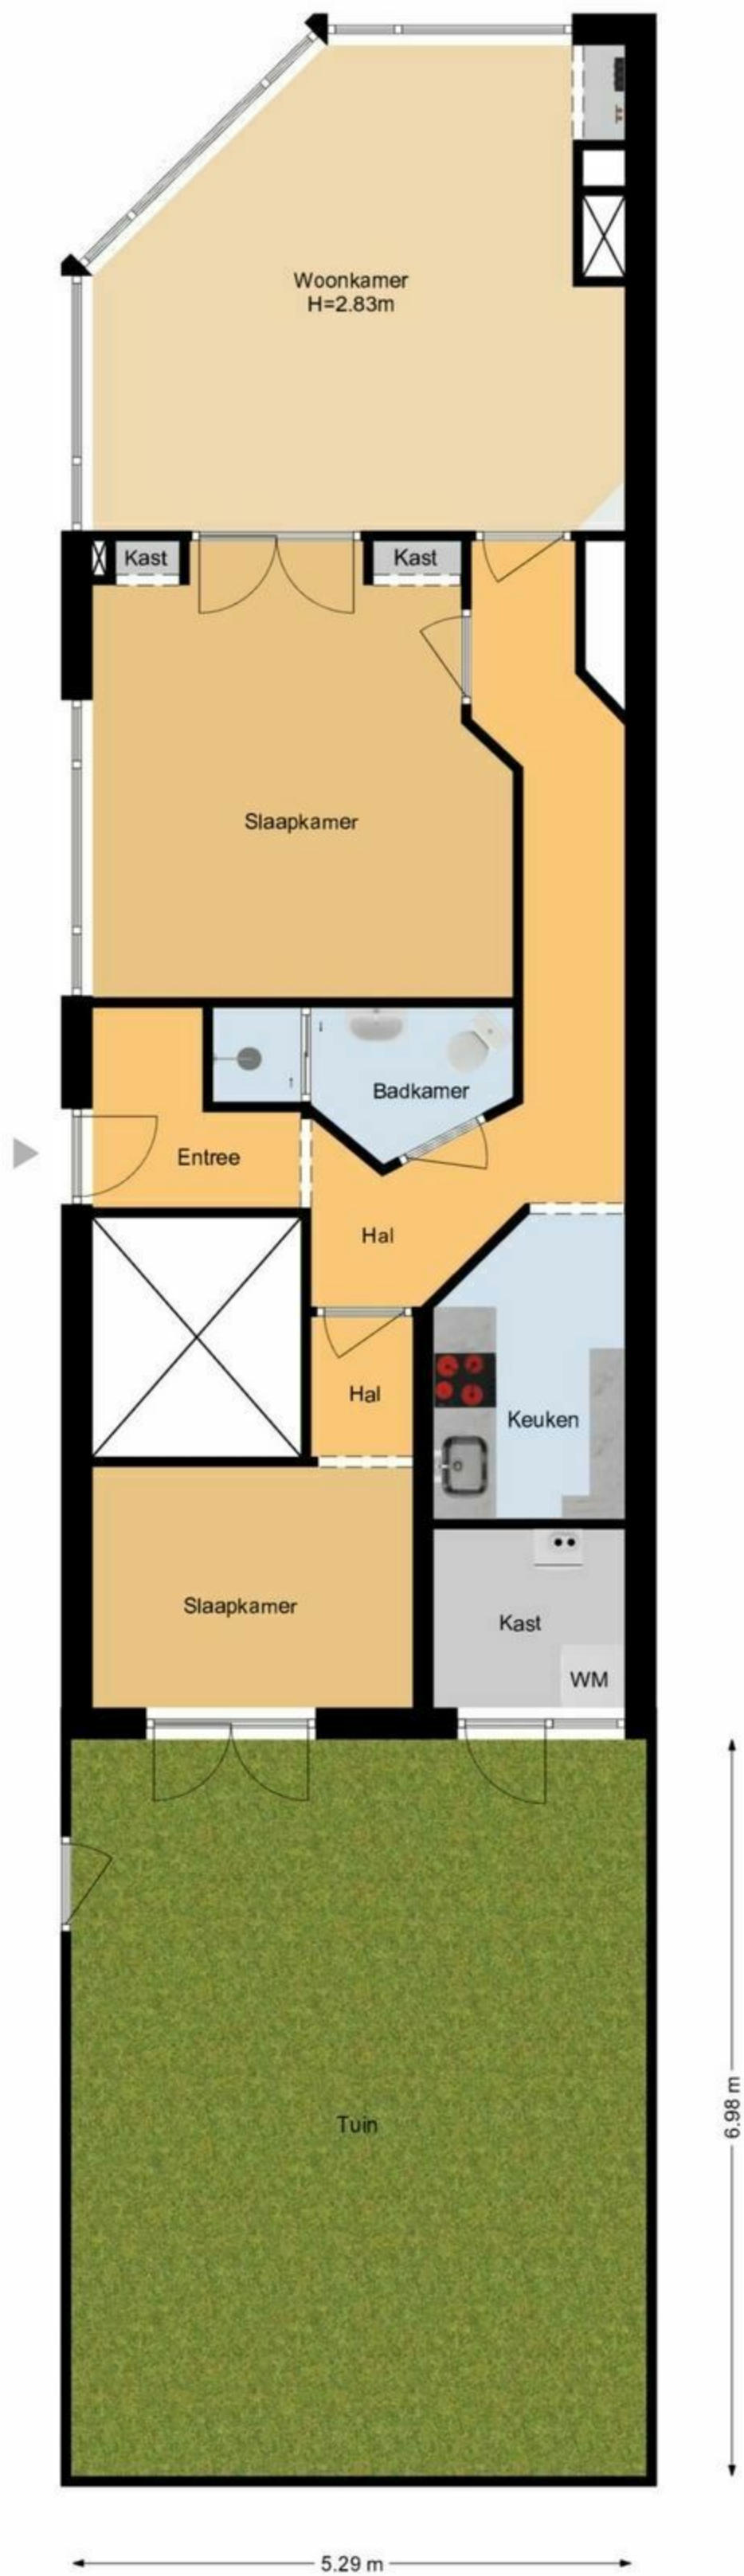 Woonkamer
H=2.83m
Kast
Kast
Slaapkamer
Badkamer
Entree
Hal
Hal
Keuken
Slaapkamer
Kast
WM
Tuin
6.98 m
5.29 m